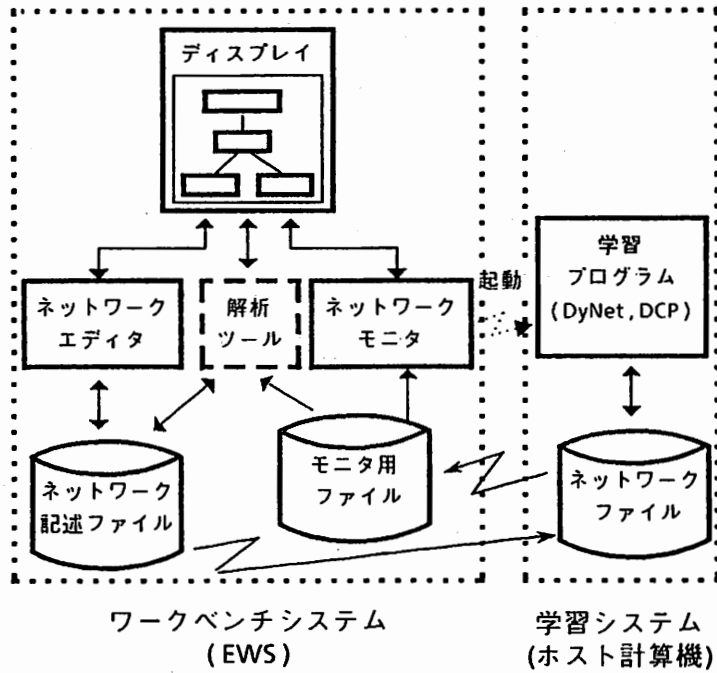 ディスプレイ
ネットワーク
エディタ
解析
ツール
ネットワーク
モニタ
起動
学習
プログラム
(DyNet,DCP)
ネットワーク
記述ファイル
モニタ用
ファイル
ネットワーク
ファイル
ワークベンチシステム
(EWS)
学習システム
(ホスト計算機)